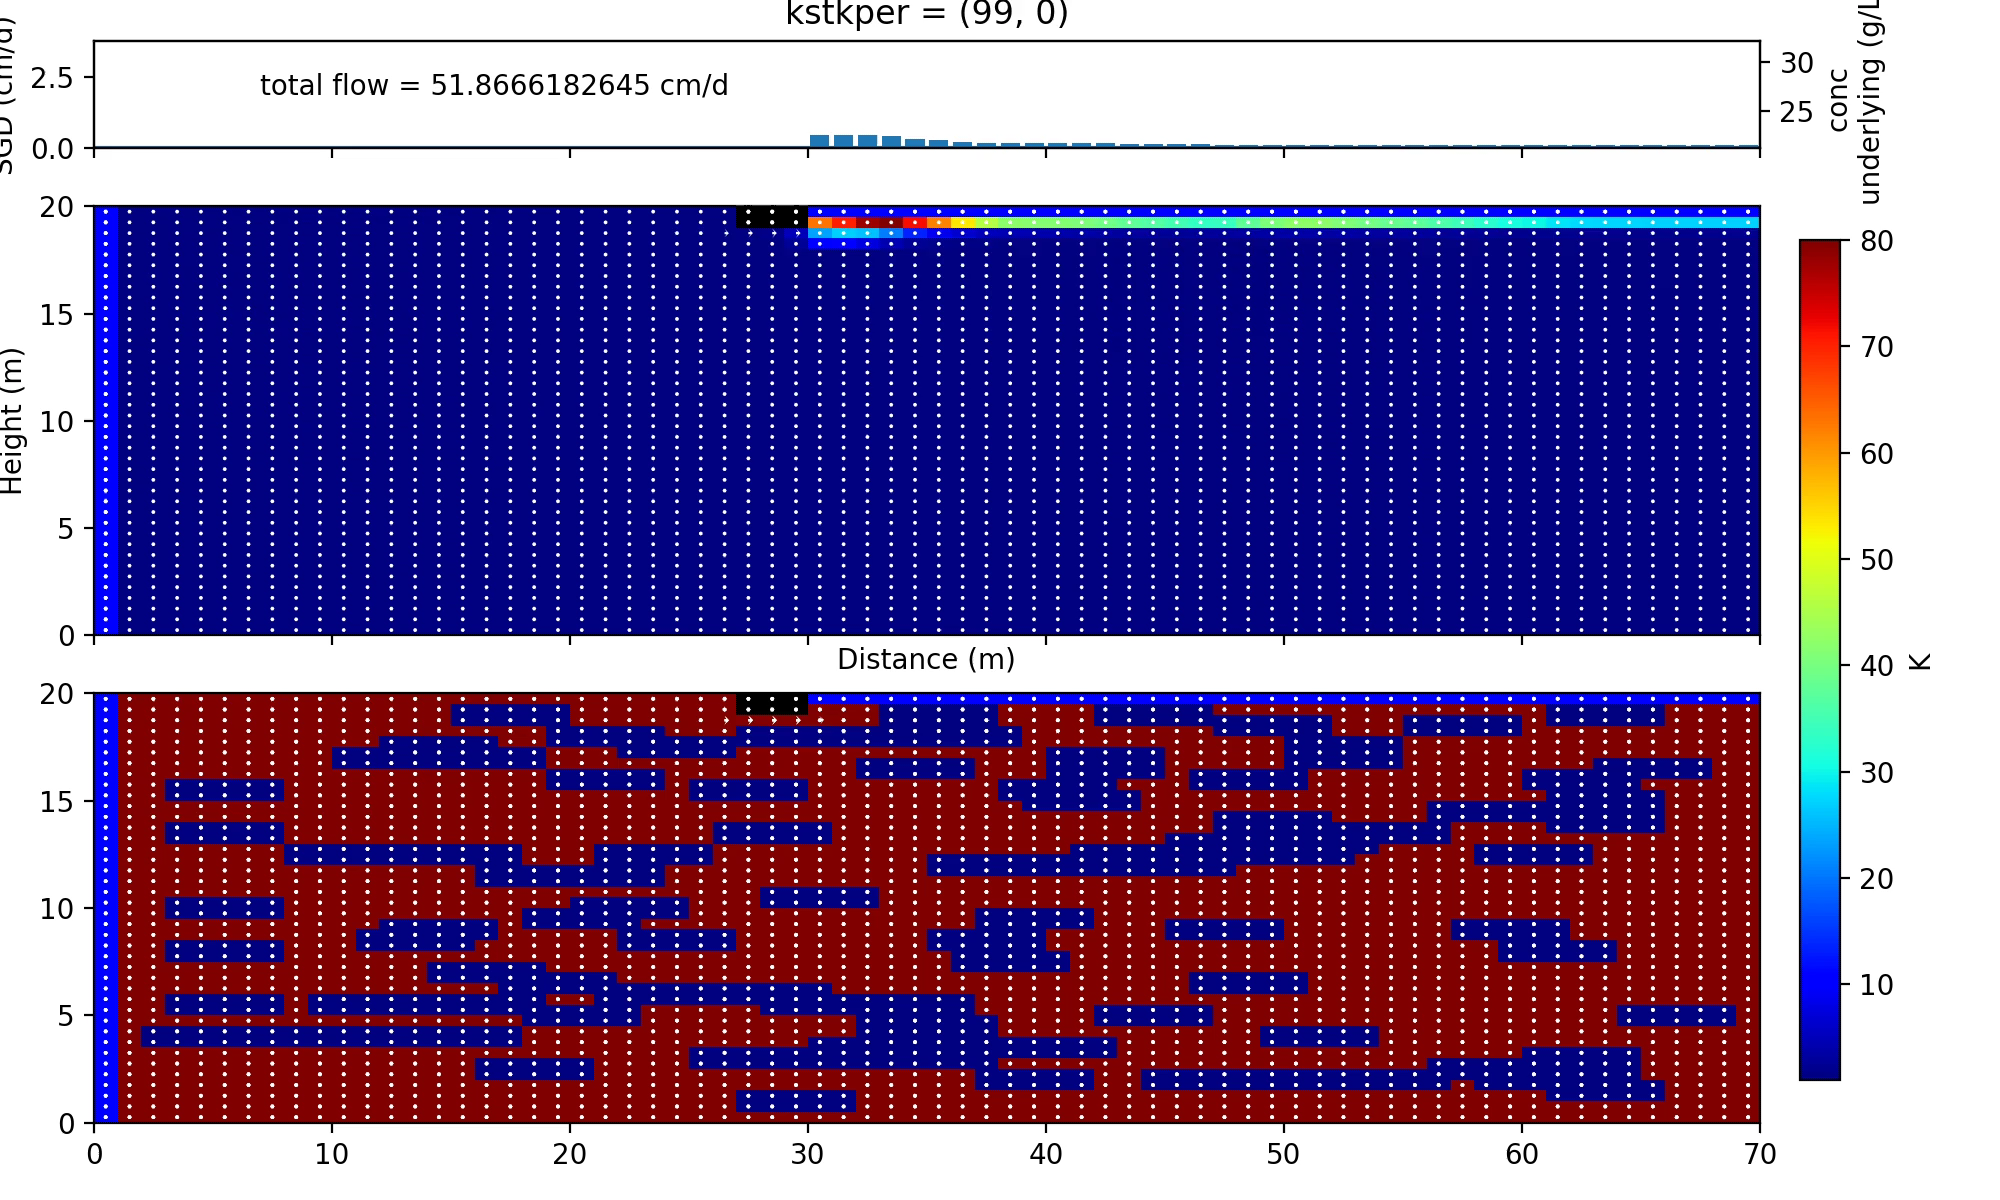 kstkper = (99, 0)
SGD (cm/d)
2.5
0.0
total flow = 51.8666182645 cm/d
30
25
conc
underlying (g/L
20
15
10
5
0
Height (m)
Distance (m)
20
15
10
5
0
0 10 20 30 40 50 60 70
80
70
60
50
40
30
20
10
K